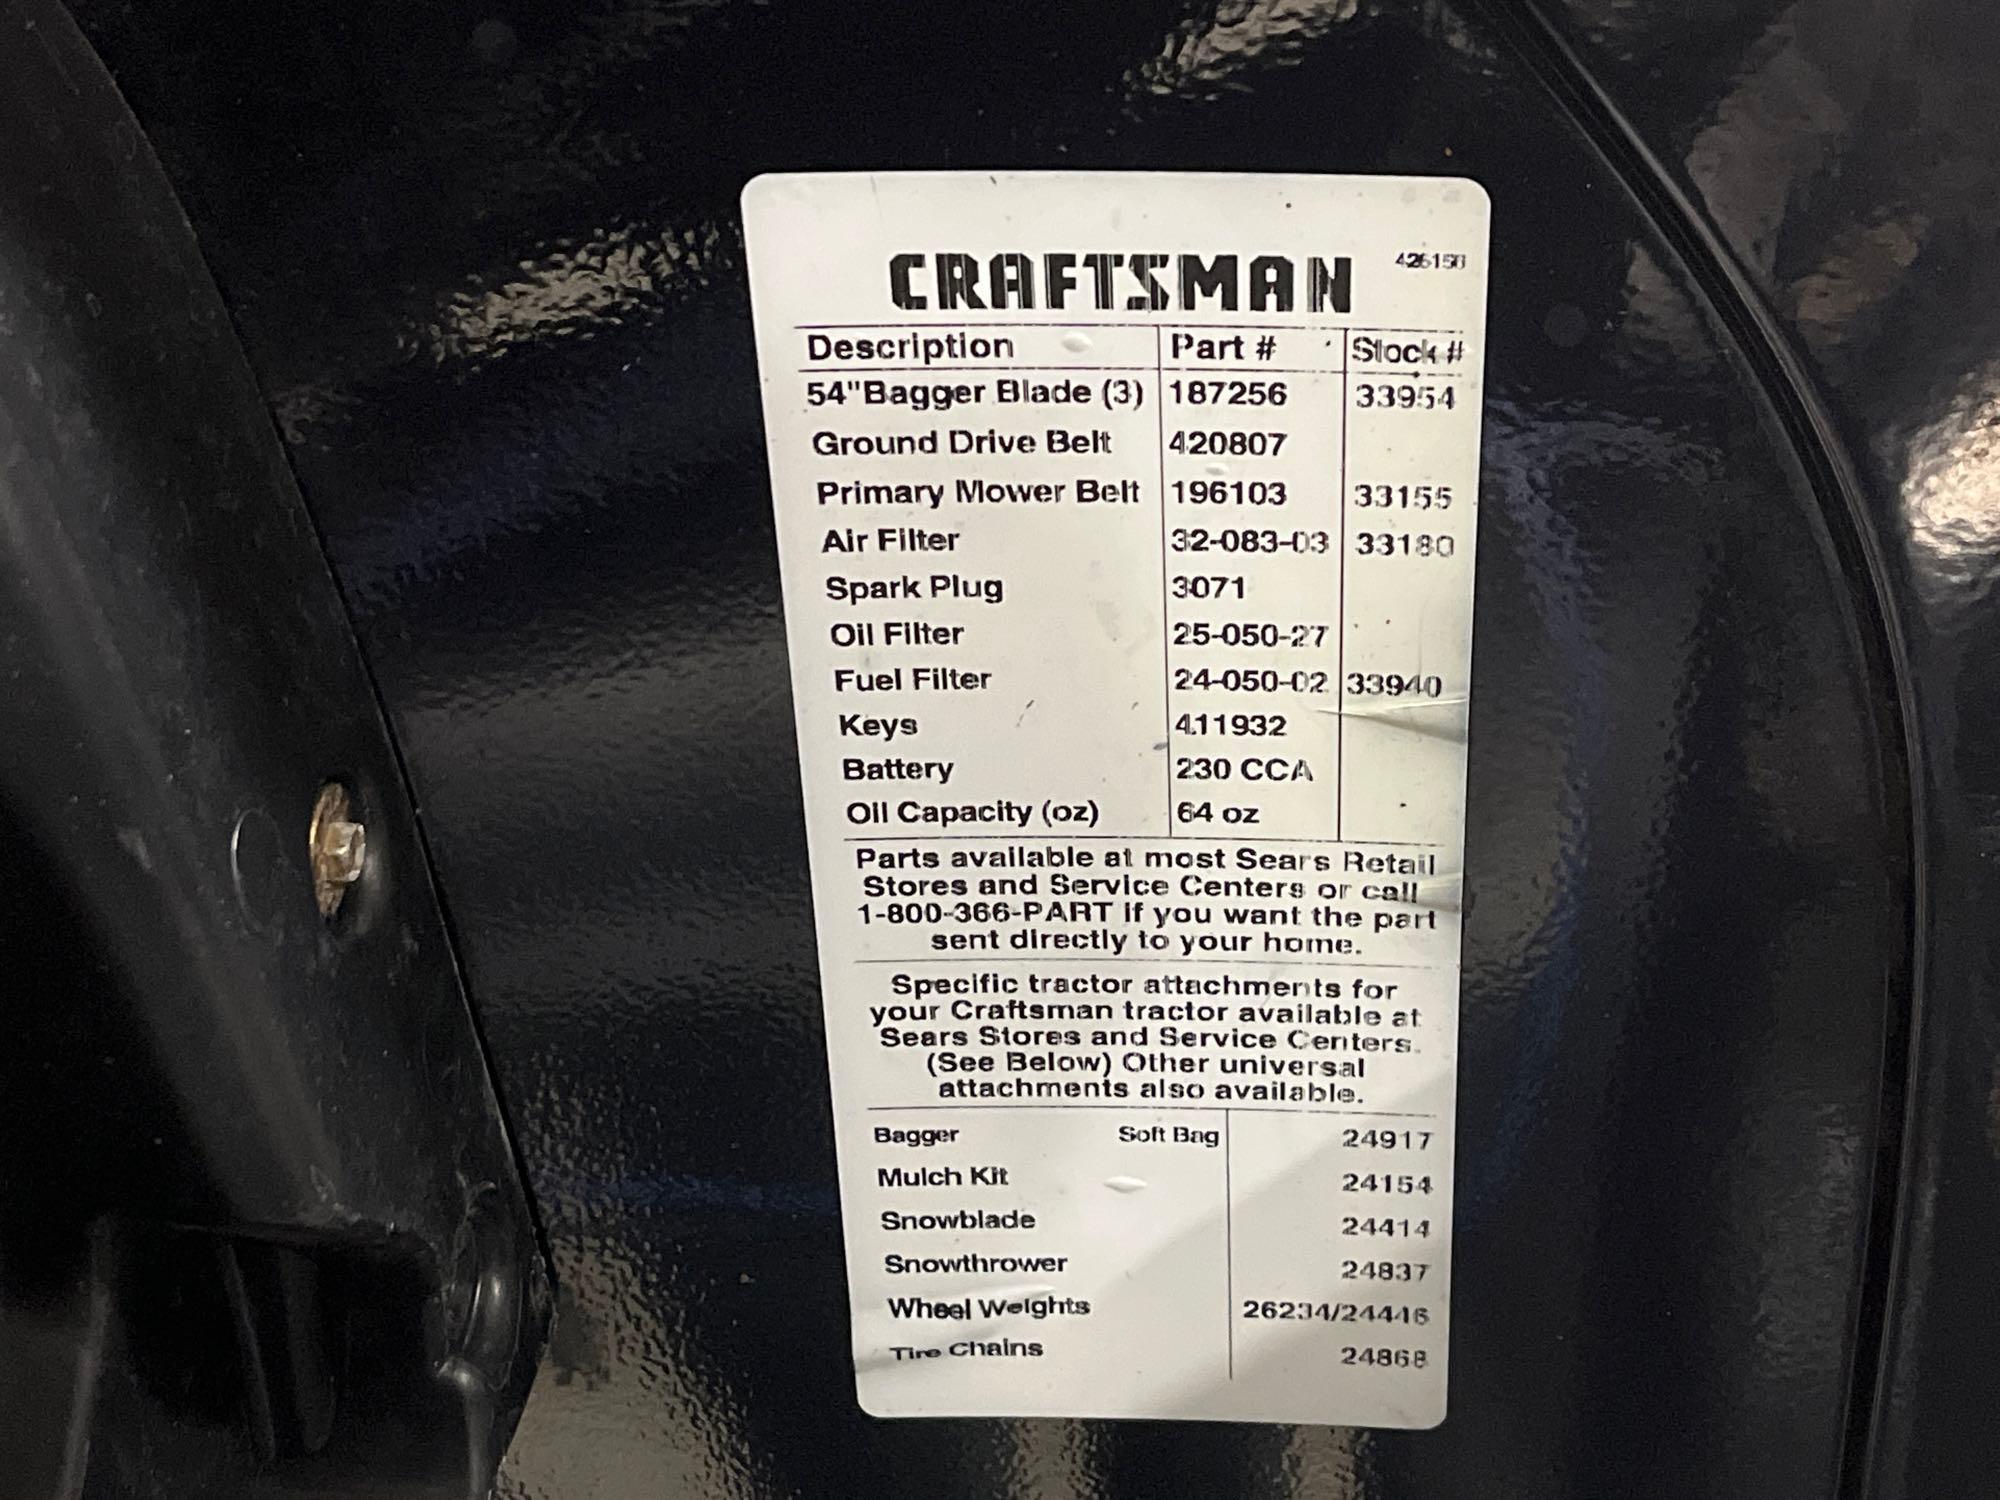 CRAFTSMAN 426156
Description Part # Stock #
54"Bagger Blade (3) 187256 33954
Ground Drive Belt 420807
Primary Mower Belt 196103 33155
Air Filter 32-083-03 33180
Spark Plug 3071
Oil Filter 25-050-27
Fuel Filter 24-050-02 33940
Keys 411932
Battery 230 CCA
Oil Capacity (oz) 64 oz
Parts available at most Sears Retail
Stores and Service Centers or call
1-800-366-PART if you want the part
sent directly to your home.
Specific tractor attachments for
your Craftsman tractor available at
Sears Stores and Service Centers.
(See Below) Other universal
attachments also available.
Bagger Soft Bag 24917
Mulch Kit 24154
Snowblade 24414
Snowthrower 24837
Wheel Weights 26234/24446
Tire Chains 24868